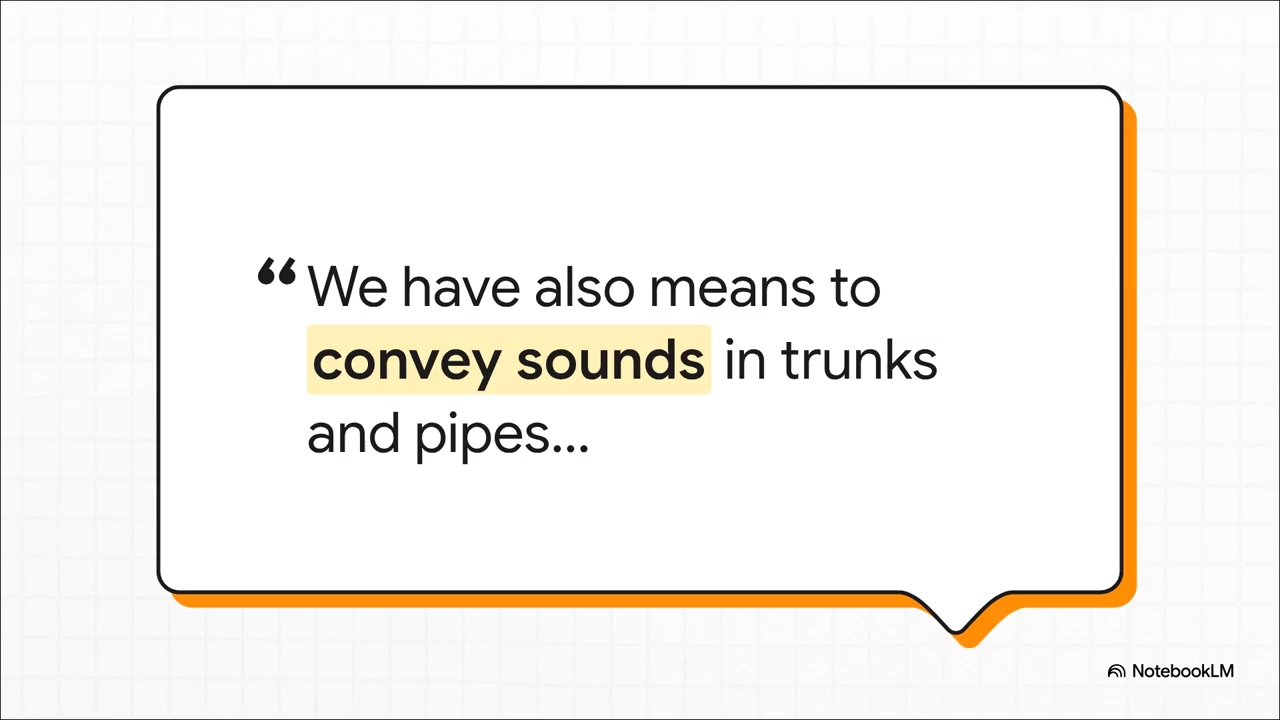 “We have also means to
convey sounds in trunks
and pipes...
NotebookLM